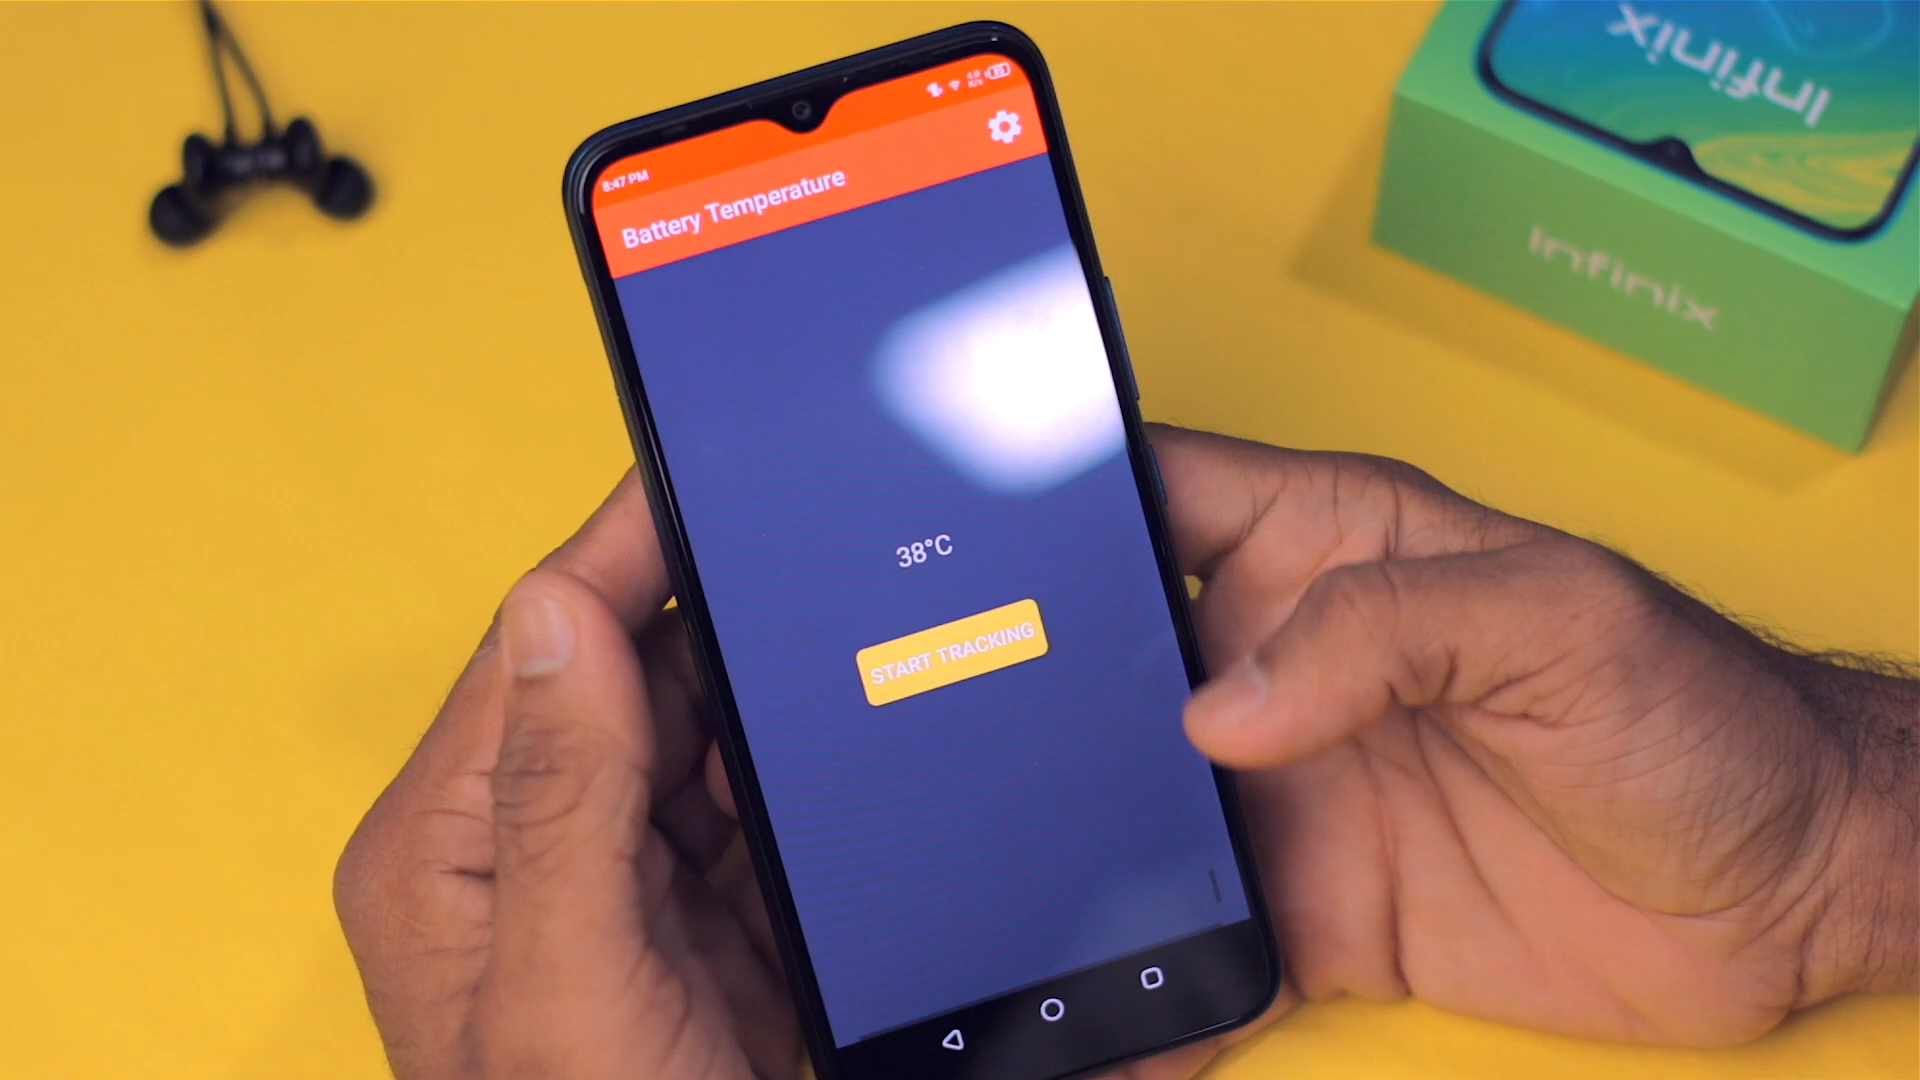 8:47 PM
Battery Temperature
38°C
START TRACKING
Infinix
Infinix